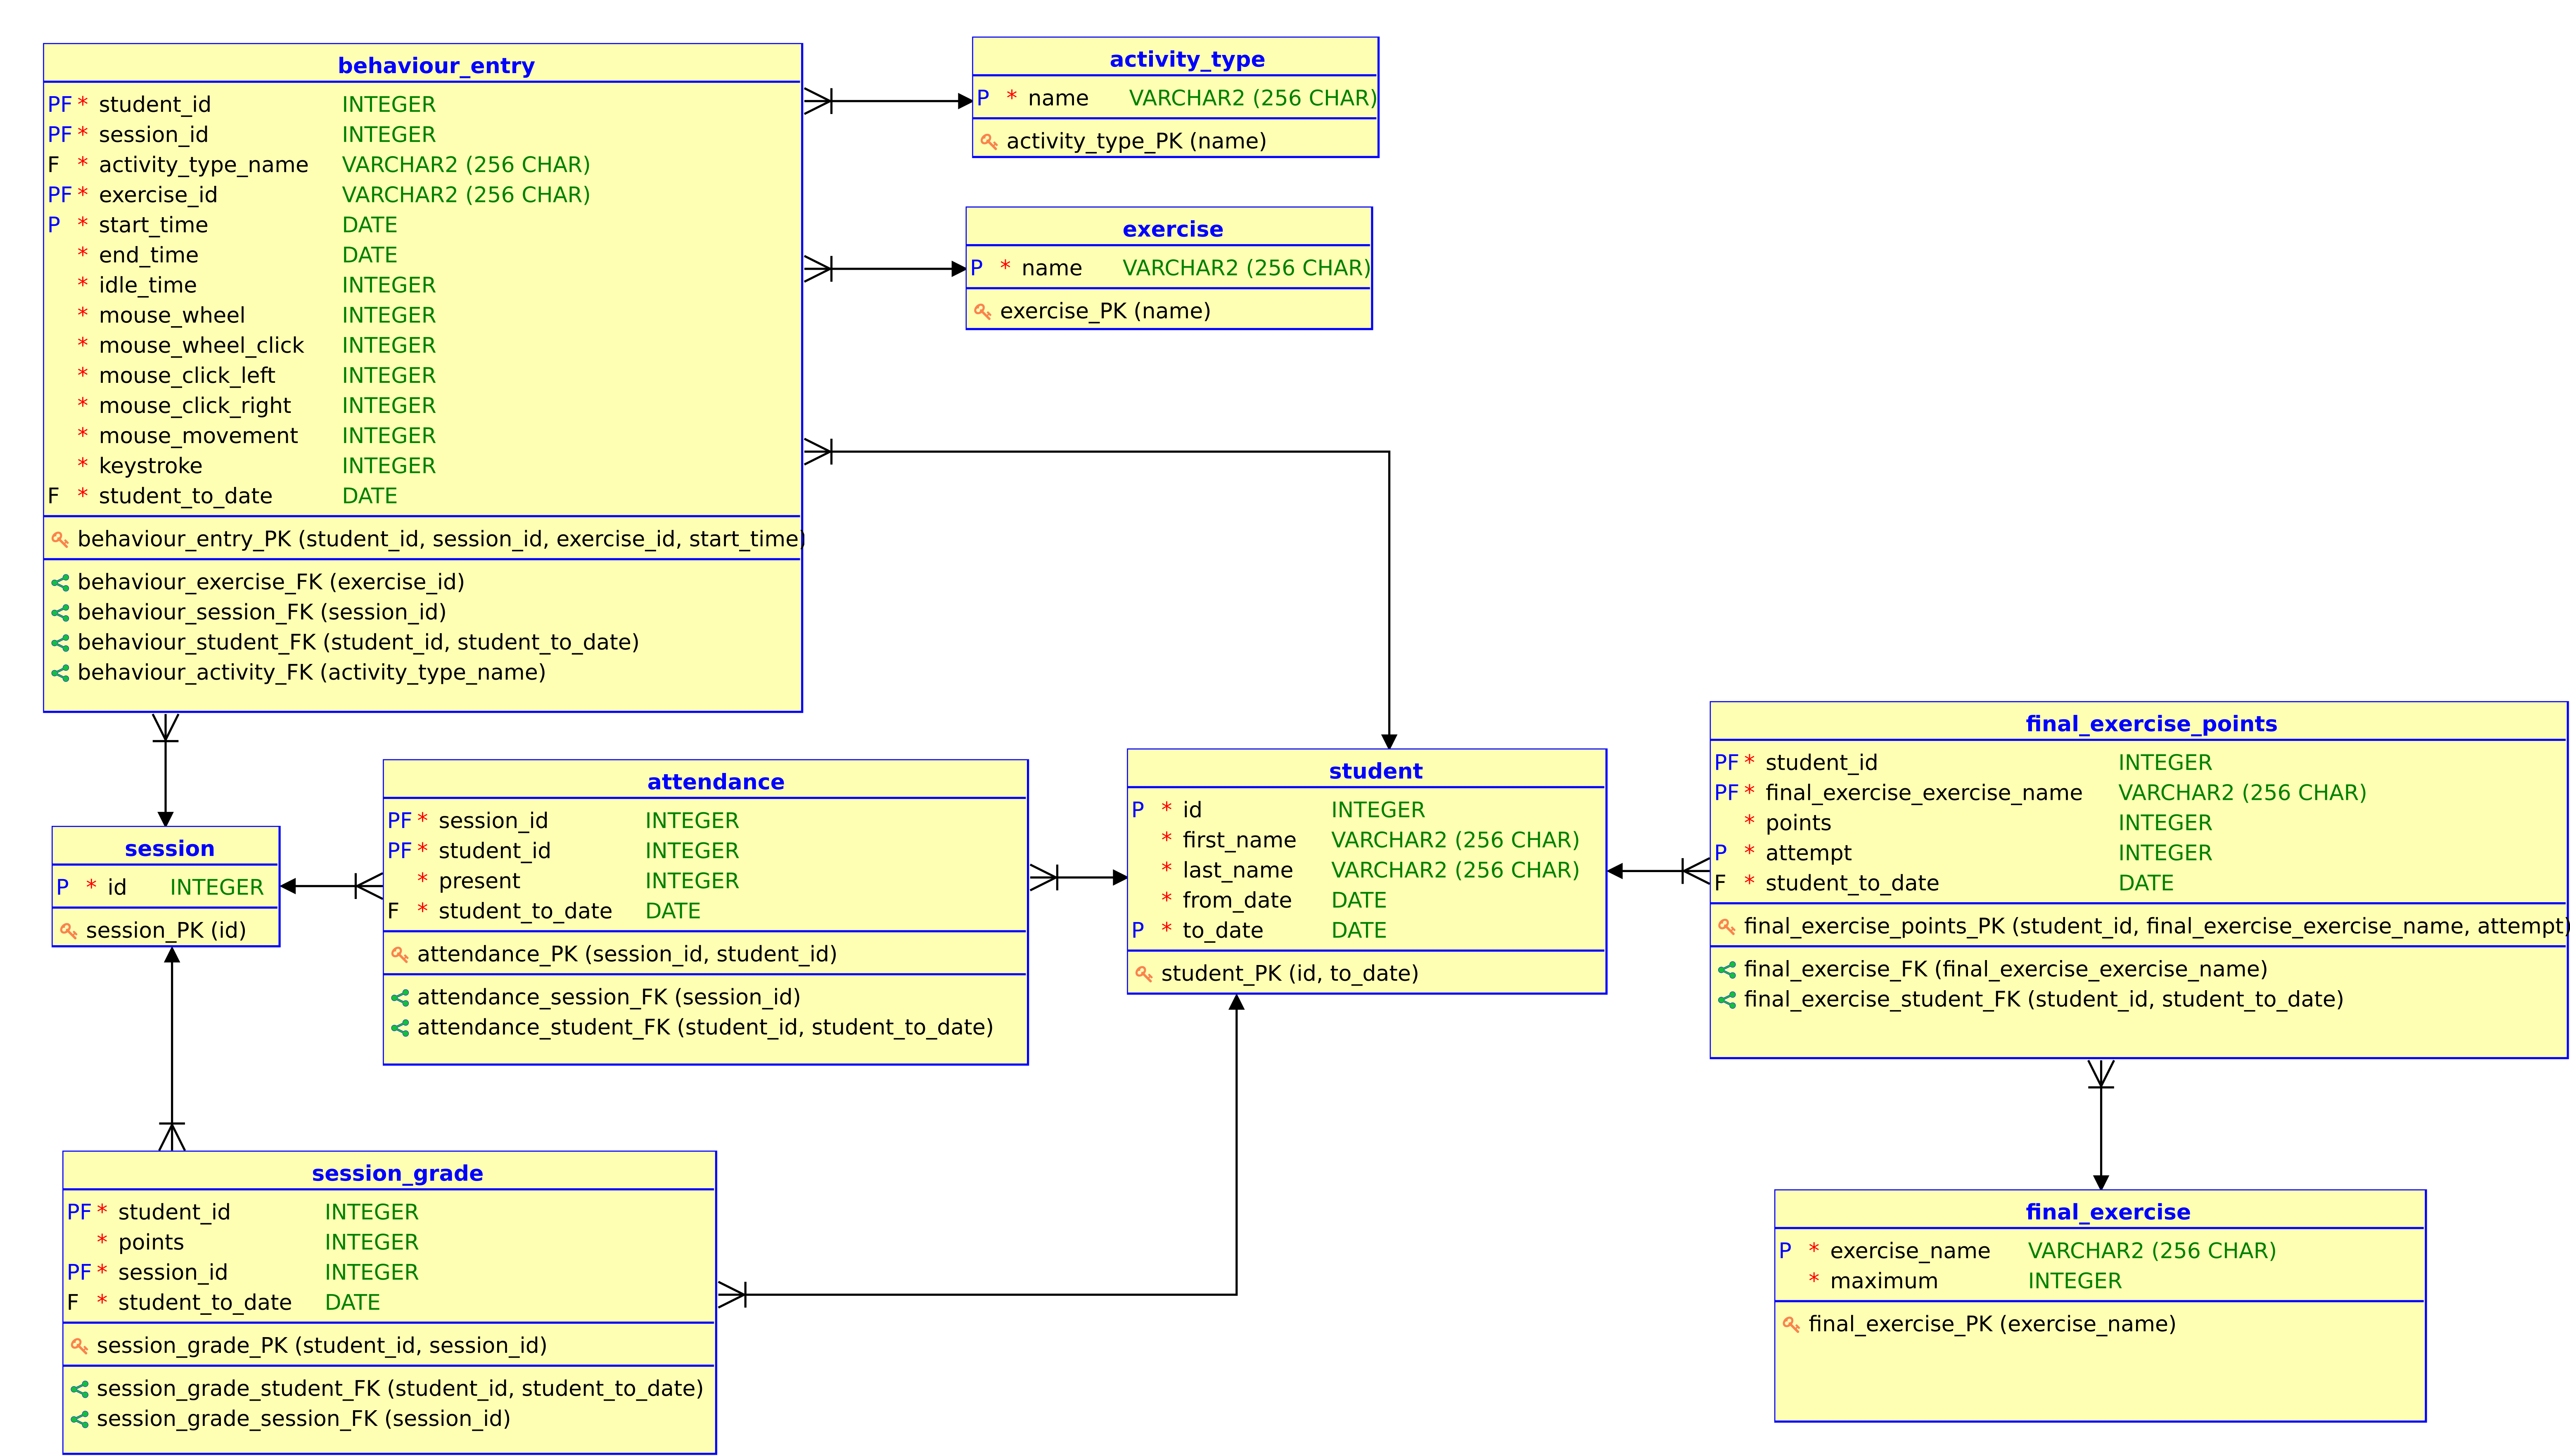 behaviour_entry
PF * student_id INTEGER
PF * session_id INTEGER
F * activity_type_name VARCHAR2 (256 CHAR)
PF * exercise_id VARCHAR2 (256 CHAR)
P * start_time DATE
* end_time DATE
* idle_time INTEGER
* mouse_wheel INTEGER
* mouse_wheel_click INTEGER
* mouse_click_left INTEGER
* mouse_click_right INTEGER
* mouse_movement INTEGER
* keystroke INTEGER
F * student_to_date DATE
behaviour_entry_PK (student_id, session_id, exercise_id, start_time)
behaviour_exercise_FK (exercise_id)
behaviour_session_FK (session_id)
behaviour_student_FK (student_id, student_to_date)
behaviour_activity_FK (activity_type_name)
activity_type
P * name VARCHAR2 (256 CHAR)
activity_type_PK (name)
exercise
P * name VARCHAR2 (256 CHAR)
exercise_PK (name)
session
P * id INTEGER
session_PK (id)
attendance
PF * session_id INTEGER
PF * student_id INTEGER
* present INTEGER
F * student_to_date DATE
attendance_PK (session_id, student_id)
attendance_session_FK (session_id)
attendance_student_FK (student_id, student_to_date)
student
P * id INTEGER
* first_name VARCHAR2 (256 CHAR)
* last_name VARCHAR2 (256 CHAR)
* from_date DATE
P * to_date DATE
student_PK (id, to_date)
final_exercise_points
PF * student_id INTEGER
PF * final_exercise_exercise_name VARCHAR2 (256 CHAR)
* points INTEGER
P * attempt INTEGER
F * student_to_date DATE
final_exercise_points_PK (student_id, final_exercise_exercise_name, attempt)
final_exercise_FK (final_exercise_exercise_name)
final_exercise_student_FK (student_id, student_to_date)
session_grade
PF * student_id INTEGER
* points INTEGER
PF * session_id INTEGER
F * student_to_date DATE
session_grade_PK (student_id, session_id)
session_grade_student_FK (student_id, student_to_date)
session_grade_session_FK (session_id)
final_exercise
P * exercise_name VARCHAR2 (256 CHAR)
* maximum INTEGER
final_exercise_PK (exercise_name)